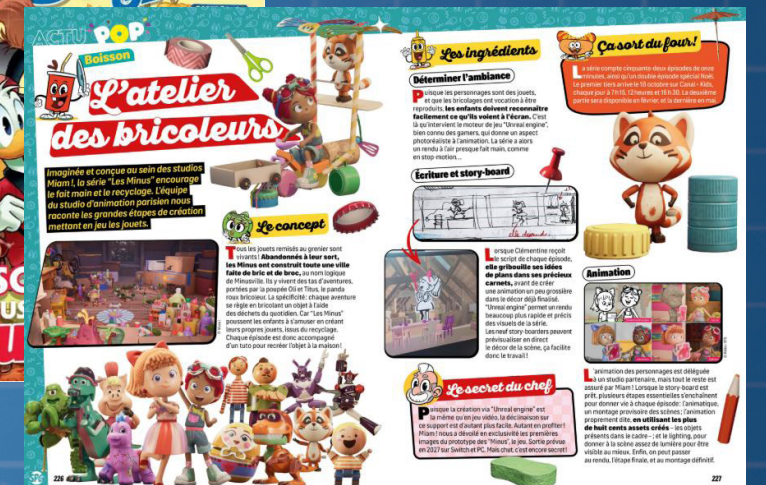 ACTU POP
Boisson
L'atelier
des bricoleurs
Imaginée et conçue au sein des studios
Miam !, la série "Les Minus" encourage
le fait main et le recyclage. L'équipe
du studio d'animation parisien nous
raconte les grandes étapes de création
mettant en jeu les jouets.
Le concept
Tous les jouets remisés au grenier sont
vivants ! Abandonnés à leur sort,
les Minus ont construit toute une ville
faite de bric et de broc, au nom logique
de Minusville. Ils y vivent des tas d'aventures,
portées par la poupée Oli et Titus, le panda
roux bricoleur. La spécificité : chaque aventure
se règle en bricolant un objet à l'aide
des déchets du quotidien. Car "Les Minus"
poussent les enfants à s'amuser en créant
leurs propres jouets, issus du recyclage.
Chaque épisode est donc accompagné
d'un tuto pour recréer l'objet à la maison !
226
Les ingrédients
Déterminer l'ambiance
Puisque les personnages sont des jouets,
et que les bricolages ont vocation à être
reproduits, les enfants doivent reconnaître
facilement ce qu'ils voient à l'écran. C'est
là qu'intervient le moteur de jeu "Unreal engine",
bien connu des gamers, qui donne un aspect
photoréaliste à l'animation. La série a alors
un rendu à l'air presque fait main, comme
en stop-motion...
Écriture et story-board
Lorsque Clémentine reçoit
le script de chaque épisode,
elle gribouille ses idées
de plans dans ses précieux
carnets, avant de créer
une animation un peu grossière
dans le décor déjà finalisé.
"Unreal engine" permet un rendu
beaucoup plus rapide et précis
des visuels de la série.
Les neuf story-boarders peuvent
prévisualiser en direct
le décor de la scène, ça facilite
donc le travail !
Le secret du chef
Puisque la création via "Unreal engine" est
la même qu'en jeu vidéo, la déclinaison sur
ce support est d'autant plus facile. Autant en profiter !
Miam ! nous a dévoilé en exclusivité les premières
images du prototype des "Minus", le jeu. Sortie prévue
en 2027 sur Switch et PC. Mais chut, c'est encore secret !
Ça sort du four !
La série compte cinquante-deux épisodes de onze
minutes, ainsi qu'un double épisode spécial Noël.
Le premier tiers arrive le 18 octobre sur Canal + Kids,
chaque jour à 7h15, 12 heures et 16 h 30. La deuxième
partie sera disponible en février, et la dernière en mai.
Animation
L'animation des personnages est déléguée
à un studio partenaire, mais tout le reste est
assuré par Miam ! Lorsque le story-board est
prêt, plusieurs étapes essentielles s'enchaînent
pour donner vie à chaque épisode : l'animatique,
un montage provisoire des scènes ; l'animation
proprement dite, en utilisant les plus
de huit cents assets créés - les objets
présents dans le cadre - ; et le lighting, pour
donner à la scène assez de lumière pour être
visible au mieux. Enfin, on peut passer
au rendu, l'étape finale, et au montage définitif.
227